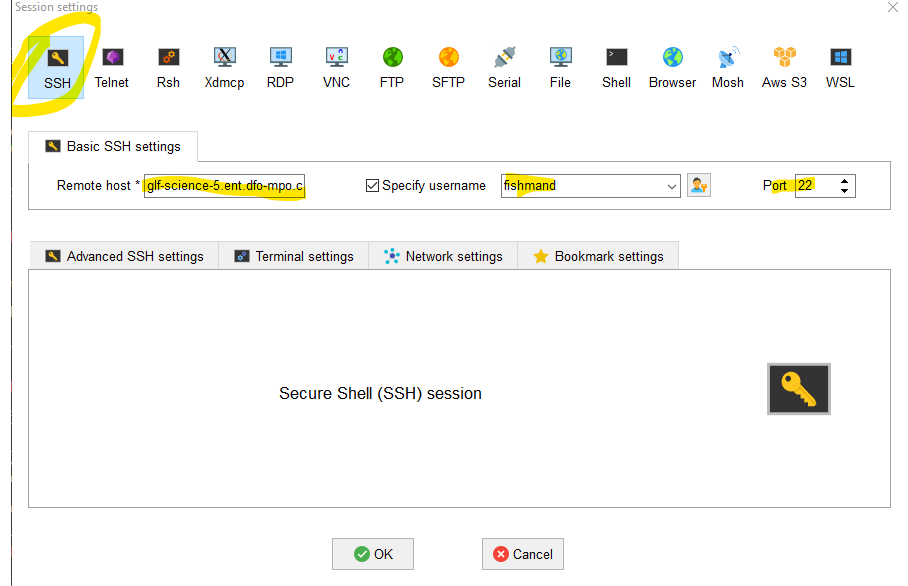 Session settings
SSH Telnet Rsh Xdmcp RDP VNC FTP SFTP Serial File Shell Browser Mosh Aws S3 WSL
Basic SSH settings
Remote host * glf-science-5.ent.dfo-mpo.c Specify username fishmand Port 22
Advanced SSH settings Terminal settings Network settings Bookmark settings
Secure Shell (SSH) session
OK Cancel